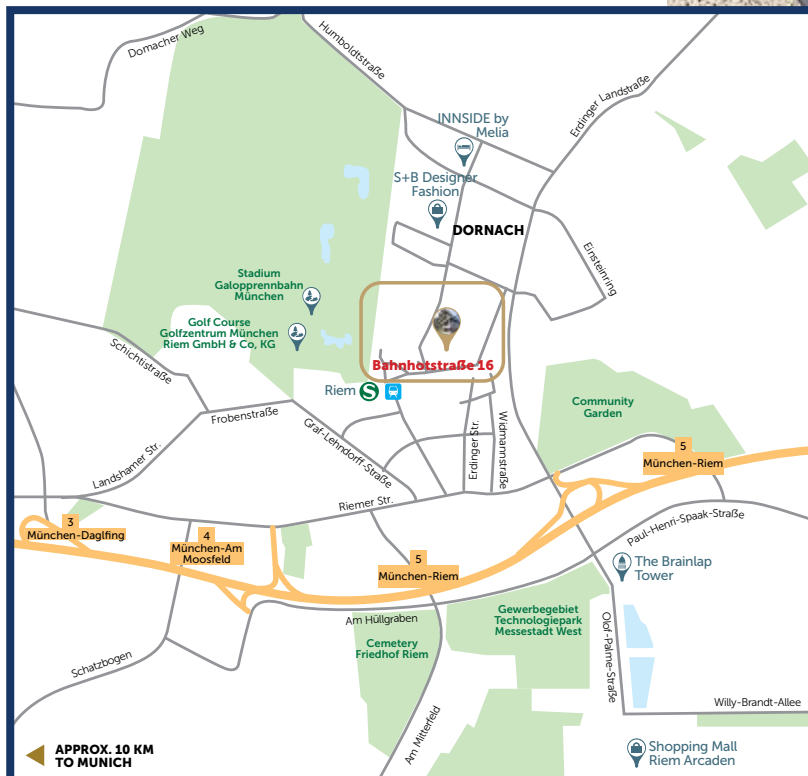 Domacher Weg
Humboldtstraße
Erdinger Landstraße
INNSIDE by
Melia
S+B Designer
Fashion
DORNACH
Einsteinring
Stadium
Galopprennbahn
München
Golf Course
Golfzentrum München
Riem GmbH & Co, KG
Schichtistraße
Bahnhotstraße 16
Riem S
Community
Garden
Frobenstraße
Graf-Lehndorff-Straße
Erdinger Str.
Widmannstraße
Landshamer Str.
5
München-Riem
Riemer Str.
3
München-Daglfing
4
München-Am
Moosfeld
5
München-Riem
Paul-Henri-Spaak-Straße
The Brainlap
Tower
Am Hüllgraben
Gewerbegebiet
Technologiepark
Messestadt West
Cemetery
Friedhof Riem
Olof-Palme-Straße
Schatzbogen
Am Mitterfeld
Willy-Brandt-Allee
APPROX. 10 KM
TO MUNICH
Shopping Mall
Riem Arcaden